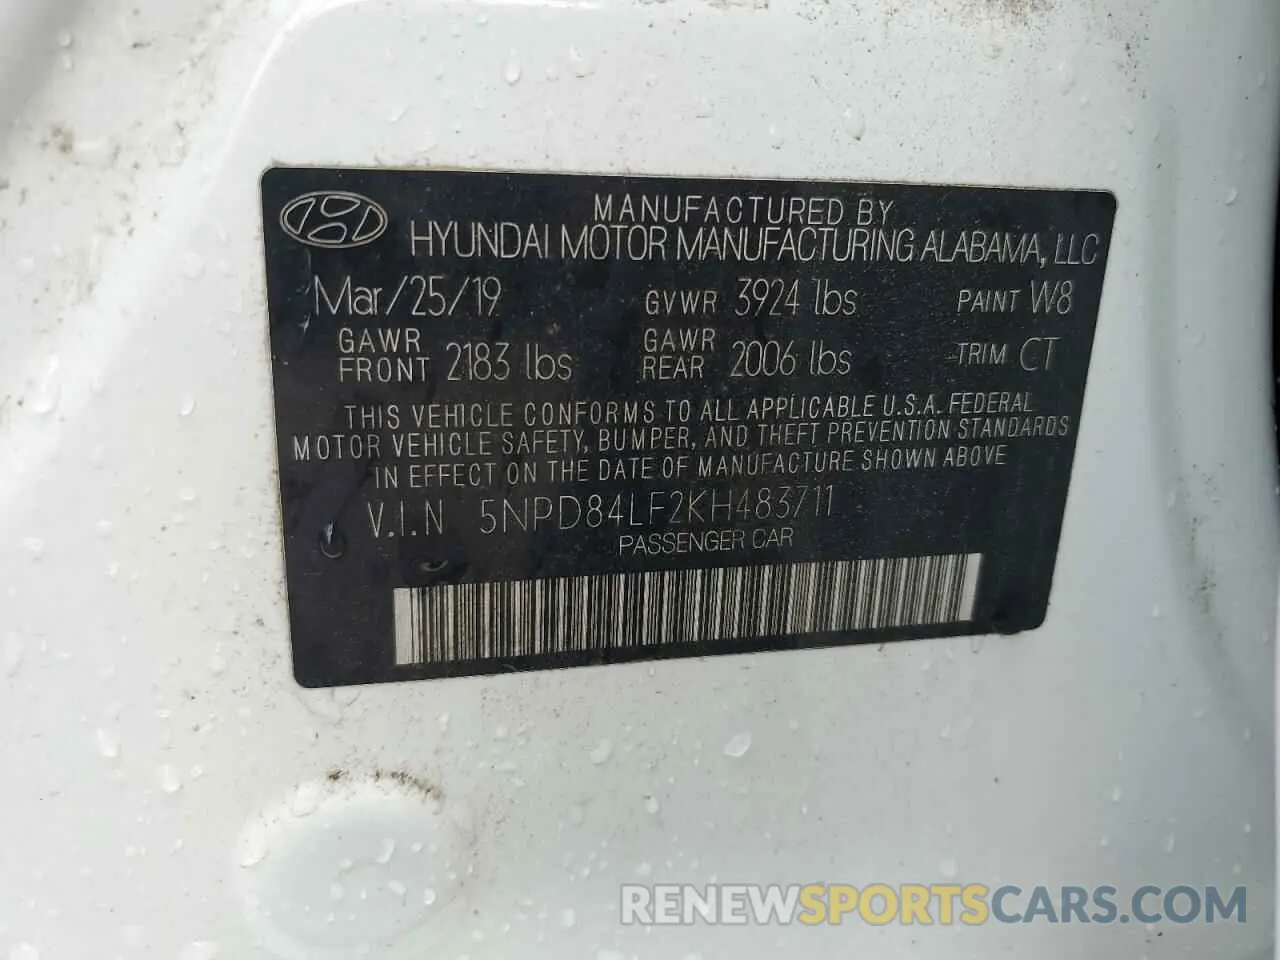 MANUFACTURED BY
HYUNDAI MOTOR MANUFACTURING ALABAMA, LLC
Mar/25/19 GVWR 3924 lbs PAINT W8
GAWR FRONT 2183 lbs GAWR REAR 2006 lbs TRIM CT
THIS VEHICLE CONFORMS TO ALL APPLICABLE U.S.A. FEDERAL
MOTOR VEHICLE SAFETY, BUMPER, AND THEFT PREVENTION STANDARDS
IN EFFECT ON THE DATE OF MANUFACTURE SHOWN ABOVE
V.I.N 5NPD84LF2KH483711
PASSENGER CAR
RENEWSPORTSCARS.COM